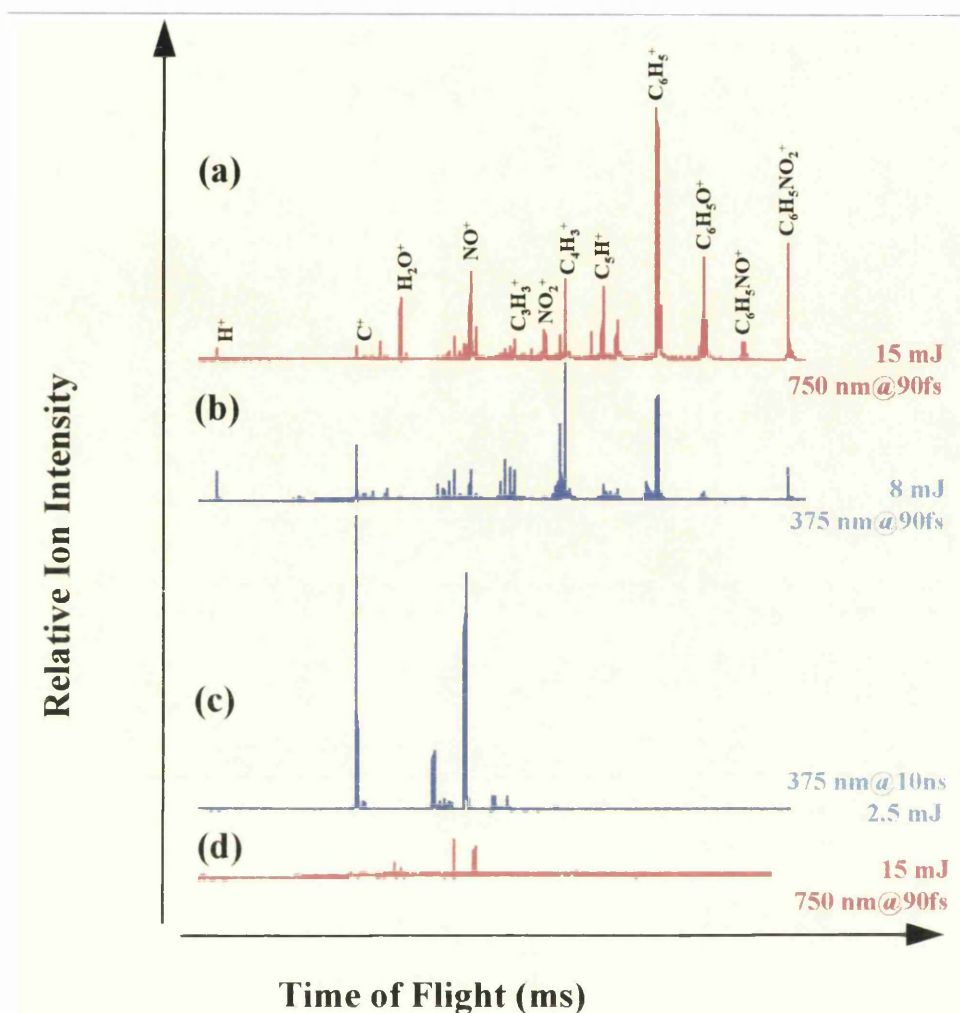 Relative Ion Intensity
Time of Flight (ms)
(a)
H⁺
C⁺
H₂O⁺
NO⁺
C₃H₃⁺
NO₂⁺
C₄H₃⁺
C₅H⁺
C₆H₅⁺
C₆H₅O⁺
C₆H₅NO⁺
C₆H₅NO₂⁺
15 mJ
750 nm@90fs
(b)
8 mJ
375 nm@90fs
(c)
375 nm@10ns
2.5 mJ
(d)
15 mJ
750 nm@90fs